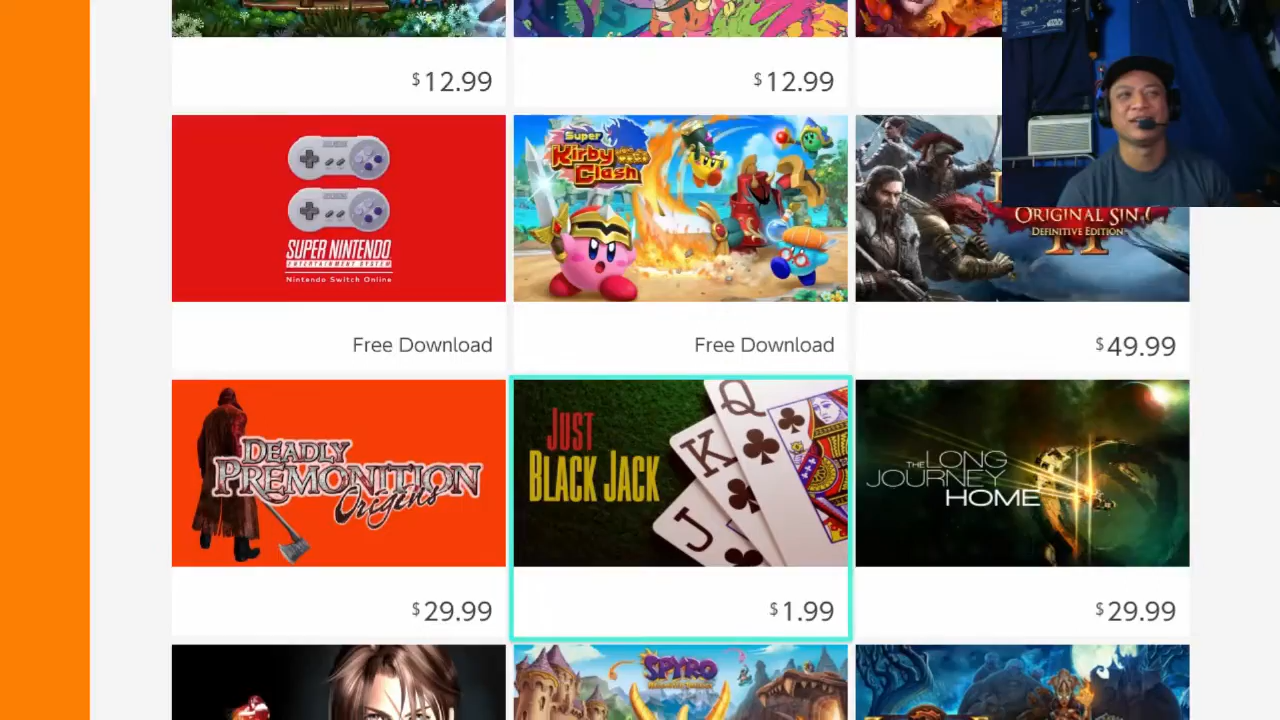 $12.99
$12.99
SUPER NINTENDO
ENTERTAINMENT SYSTEM
Nintendo Switch Online
Super
Kirby
Clash
ORIGINAL SIN
DEFINITIVE EDITION
II
Free Download
Free Download
$49.99
DEADLY
PREMONITION
Origins
JUST
BLACK JACK
Q
K
J
THE LONG
JOURNEY
HOME
$29.99
$1.99
$29.99
SPYRO